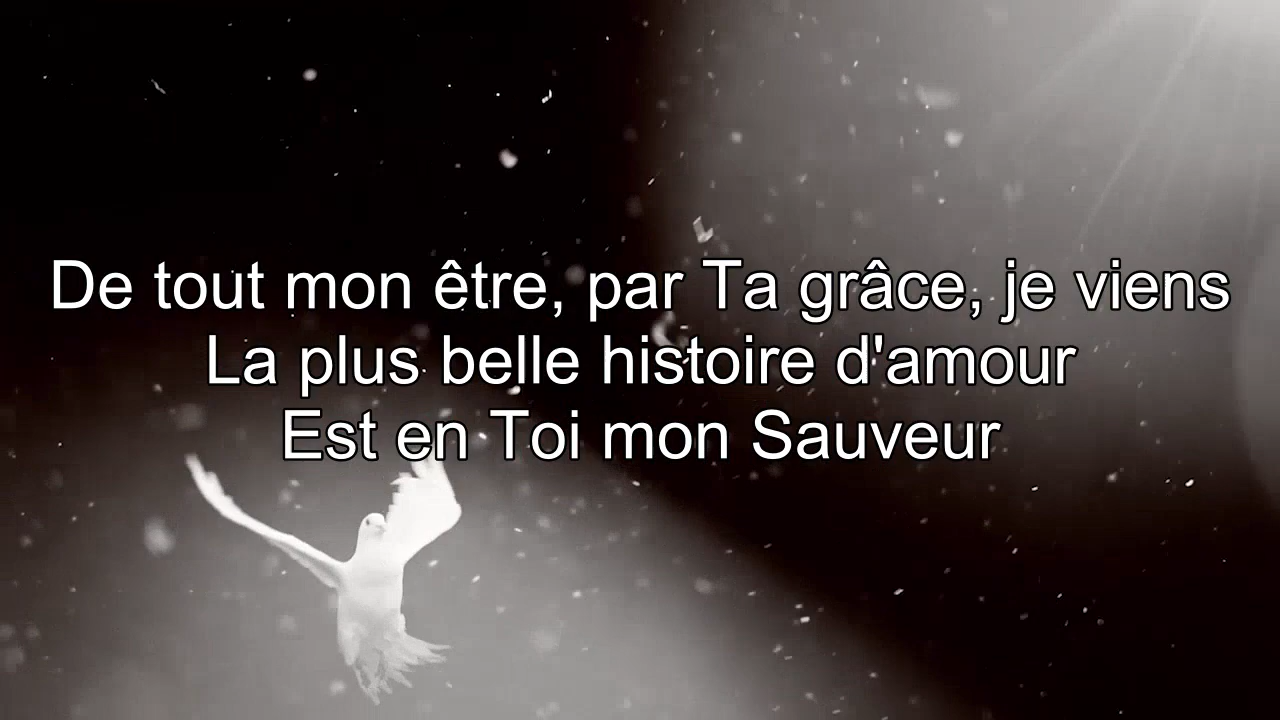 De tout mon être, par Ta grâce, je viens
La plus belle histoire d'amour
Est en Toi mon Sauveur